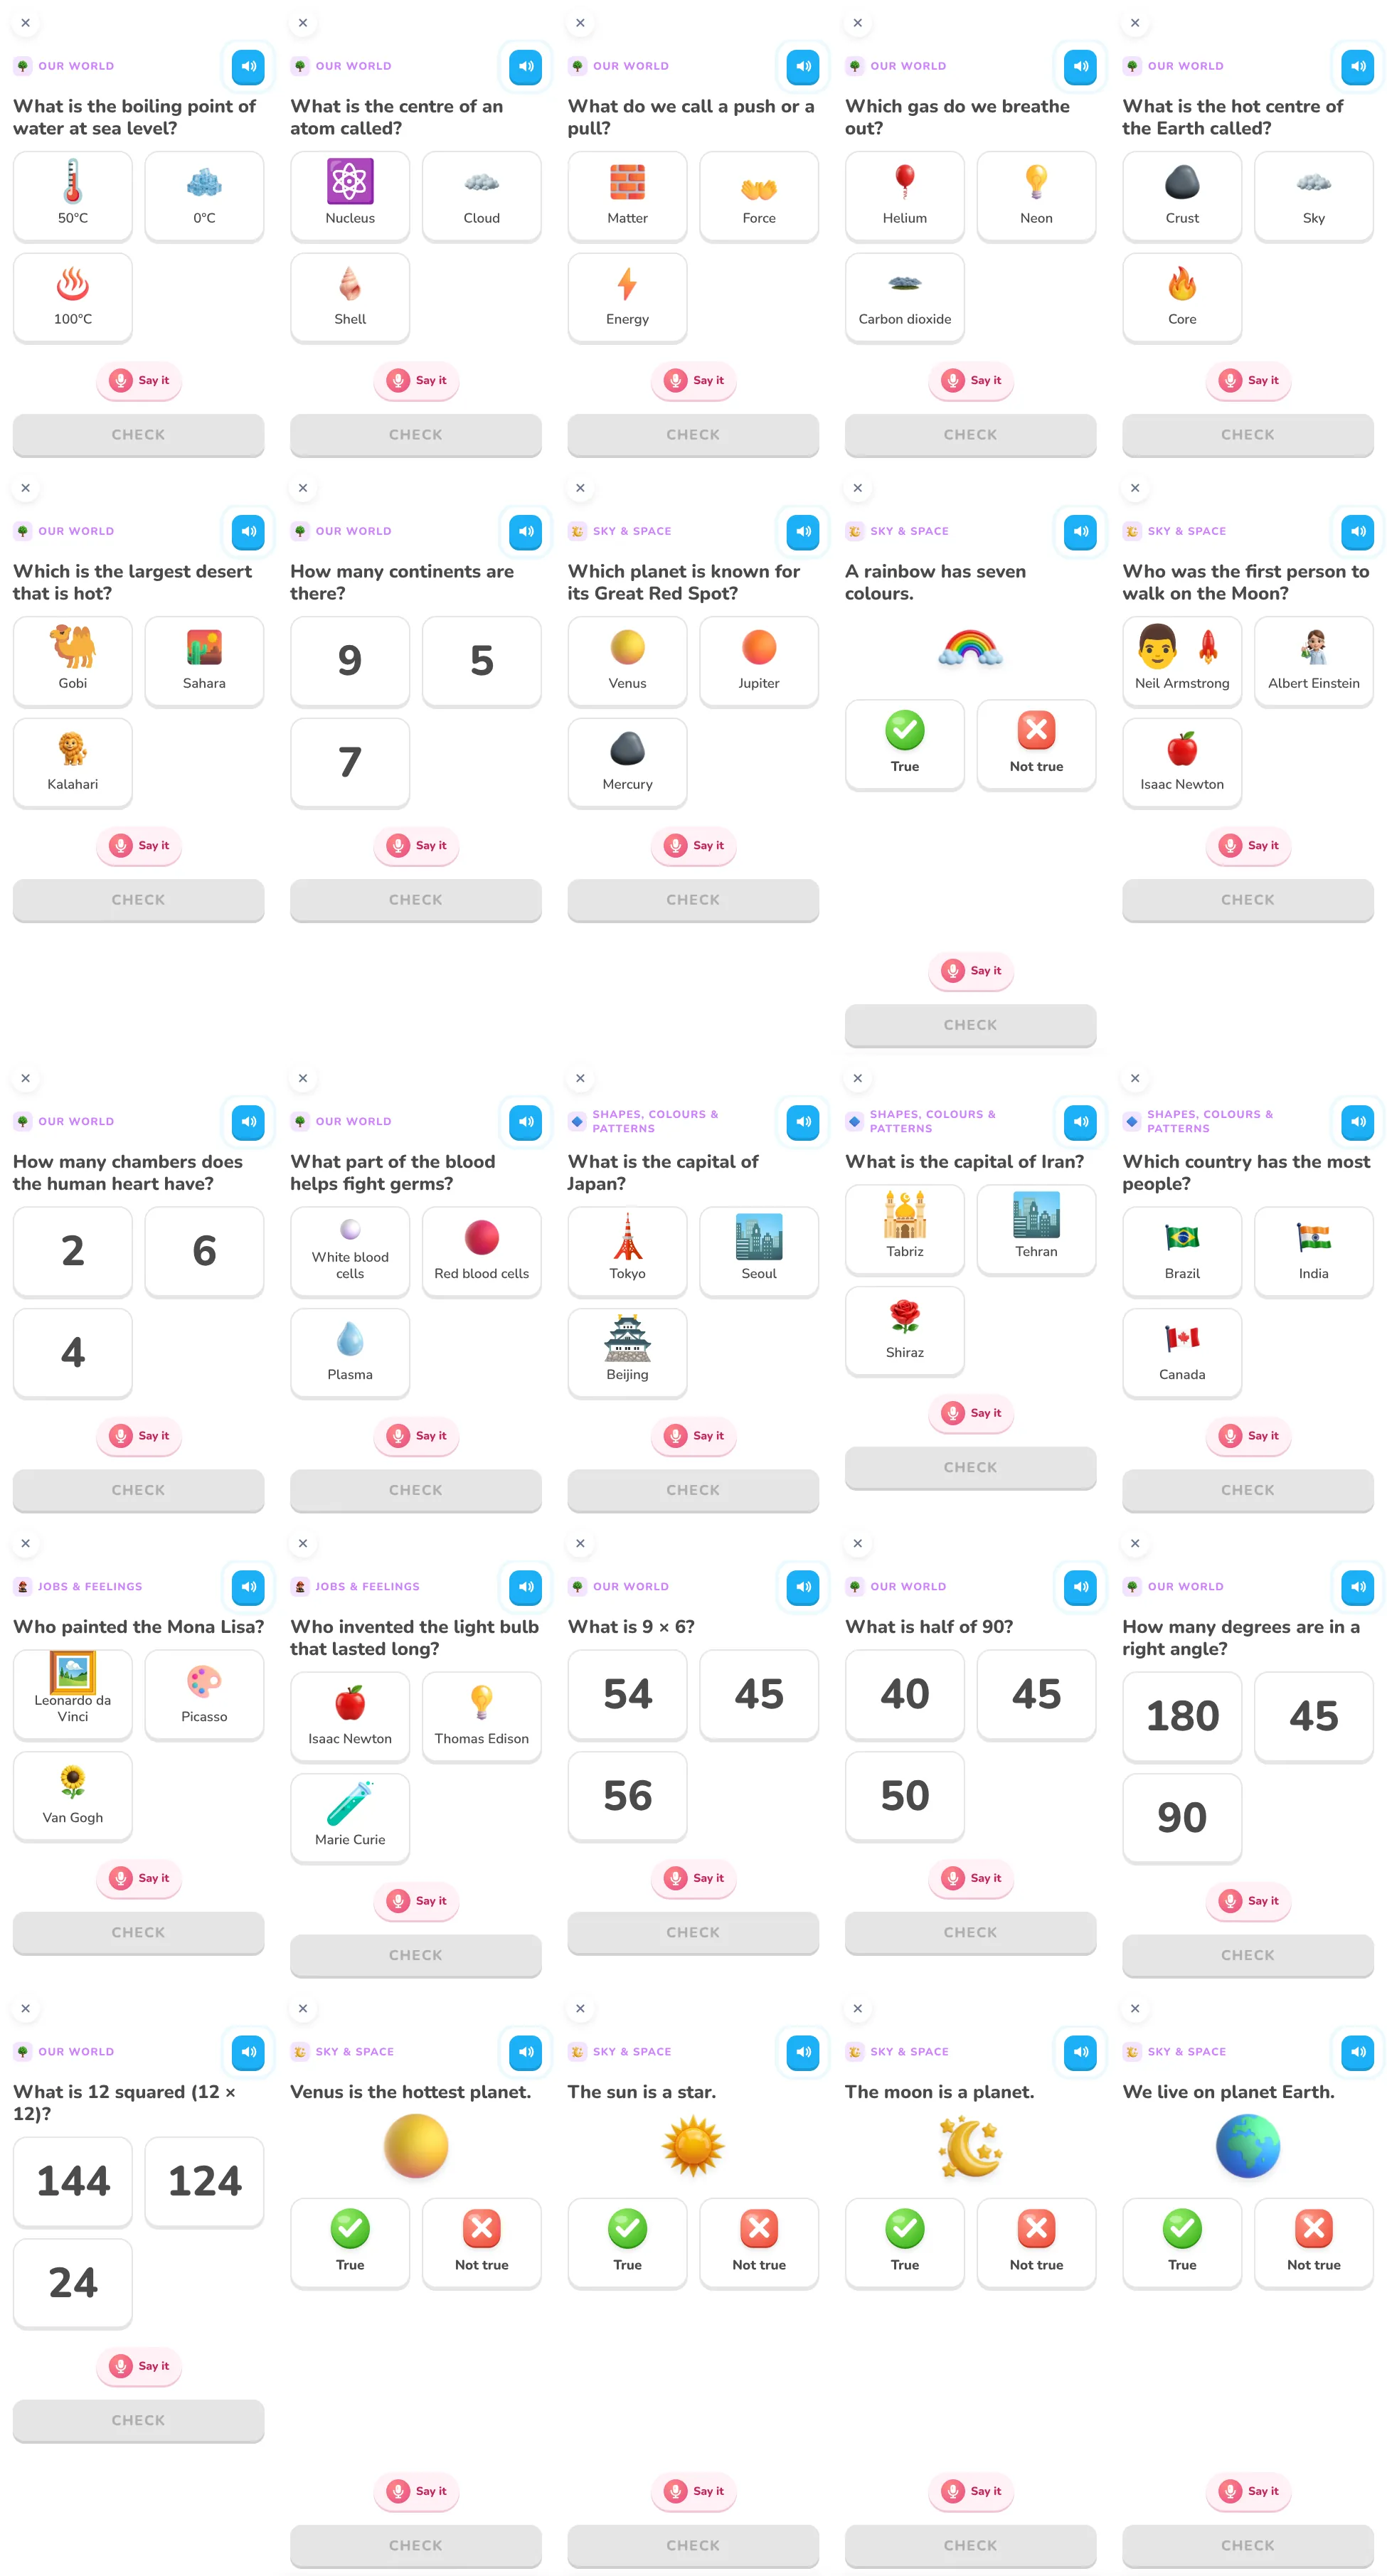 OUR WORLD
What is the boiling point of
water at sea level?
50°C
0°C
100°C
Say it
CHECK
OUR WORLD
What is the centre of an
atom called?
Nucleus
Cloud
Shell
Say it
CHECK
OUR WORLD
What do we call a push or a
pull?
Matter
Force
Energy
Say it
CHECK
OUR WORLD
Which gas do we breathe
out?
Helium
Neon
Carbon dioxide
Say it
CHECK
OUR WORLD
What is the hot centre of
the Earth called?
Crust
Sky
Core
Say it
CHECK
OUR WORLD
Which is the largest desert
that is hot?
Gobi
Sahara
Kalahari
Say it
CHECK
OUR WORLD
How many continents are
there?
9
5
7
Say it
CHECK
SKY & SPACE
Which planet is known for
its Great Red Spot?
Venus
Jupiter
Mercury
Say it
CHECK
SKY & SPACE
A rainbow has seven
colours.
True
Not true
Say it
CHECK
SKY & SPACE
Who was the first person to
walk on the Moon?
Neil Armstrong
Albert Einstein
Isaac Newton
Say it
CHECK
OUR WORLD
How many chambers does
the human heart have?
2
6
4
Say it
CHECK
OUR WORLD
What part of the blood
helps fight germs?
White blood
cells
Red blood cells
Plasma
Say it
CHECK
SHAPES, COLOURS &
PATTERNS
What is the capital of
Japan?
Tokyo
Seoul
Beijing
Say it
CHECK
SHAPES, COLOURS &
PATTERNS
What is the capital of Iran?
Tabriz
Tehran
Shiraz
Say it
CHECK
SHAPES, COLOURS &
PATTERNS
Which country has the most
people?
Brazil
India
Canada
Say it
CHECK
JOBS & FEELINGS
Who painted the Mona Lisa?
Leonardo da
Vinci
Picasso
Van Gogh
Say it
CHECK
JOBS & FEELINGS
Who invented the light bulb
that lasted long?
Isaac Newton
Thomas Edison
Marie Curie
Say it
CHECK
OUR WORLD
What is 9 × 6?
54
45
56
Say it
CHECK
OUR WORLD
What is half of 90?
40
45
50
Say it
CHECK
OUR WORLD
How many degrees are in a
right angle?
180
45
90
Say it
CHECK
OUR WORLD
What is 12 squared (12 ×
12)?
144
124
24
Say it
CHECK
SKY & SPACE
Venus is the hottest planet.
True
Not true
Say it
CHECK
SKY & SPACE
The sun is a star.
True
Not true
Say it
CHECK
SKY & SPACE
The moon is a planet.
True
Not true
Say it
CHECK
SKY & SPACE
We live on planet Earth.
True
Not true
Say it
CHECK